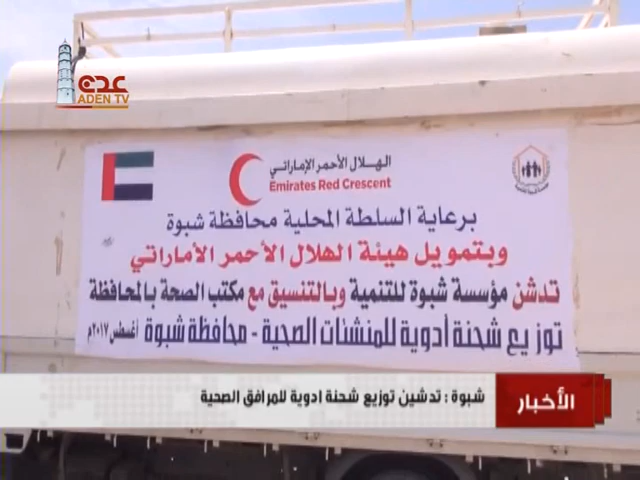 عدن
ADEN TV
الهلال الأحمر الإماراتي
Emirates Red Crescent
برعاية السلطة المحلية محافظة شبوة
وبتمويل هيئة الهلال الأحمر الأماراتي
تدشن مؤسسة شبوة للتنمية وبالتنسيق مع مكتب الصحة بالمحافظة
توزيع شحنة أدوية للمنشئات الصحية - محافظة شبوة أغسطس ٢٠١٧م
الأخبار
شبوة : تدشين توزيع شحنة ادوية للمرافق الصحية